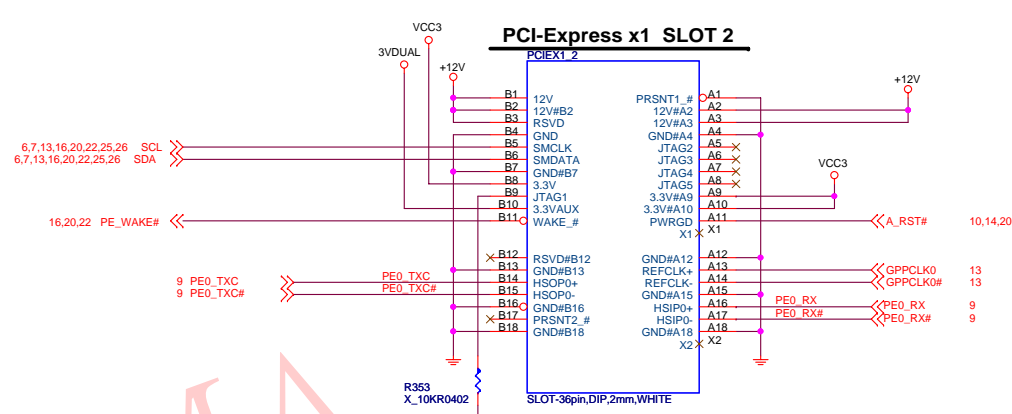 PCI-Express x1 SLOT 2
VCC3
3VDUAL
+12V
PCIEX1_2
+12V
B1 12V PRSNT1_# A1
B2 12V#B2 12V#A2 A2
B3 RSVD 12V#A3 A3
B4 GND GND#A4 A4
6,7,13,16,20,22,25,26 SCL B5 SMCLK JTAG2 A5
6,7,13,16,20,22,25,26 SDA B6 SMDATA JTAG3 A6
B7 GND#B7 JTAG4 A7
VCC3
B8 3.3V JTAG5 A8
B9 JTAG1 3.3V#A9 A9
B10 3.3VAUX 3.3V#A10 A10
16,20,22 PE_WAKE# B11 WAKE_# PWRGD A11 A_RST# 10,14,20
X1 X1
B12 RSVD#B12 GND#A12 A12
B13 GND#B13 REFCLK+ A13 GPPCLK0 13
9 PE0_TXC PE0_TXC B14 HSOP0+ REFCLK- A14 GPPCLK0# 13
9 PE0_TXC# PE0_TXC# B15 HSOP0- GND#A15 A15
B16 GND#B16 HSIP0+ A16 PE0_RX PE0_RX 9
B17 PRSNT2_# HSIP0- A17 PE0_RX# PE0_RX# 9
B18 GND#B18 GND#A18 A18
X2 X2
R353
X_10KR0402
SLOT-36pin,DIP,2mm,WHITE